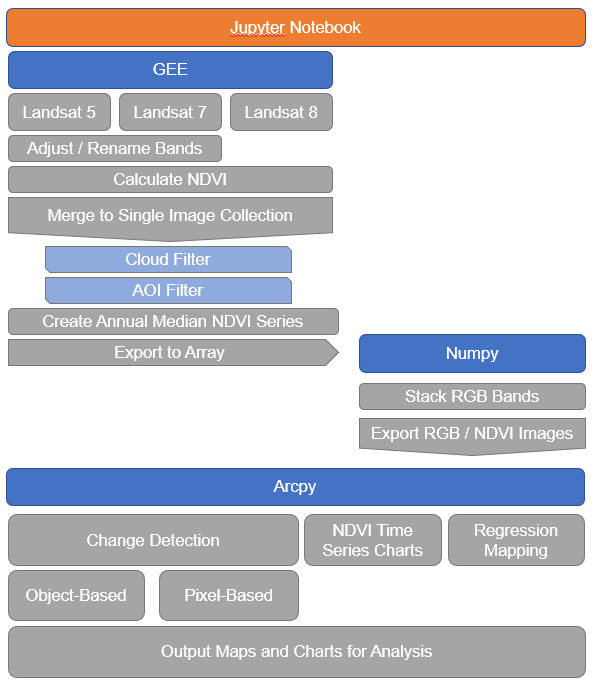 Jupyter Notebook
GEE
Landsat 5
Landsat 7
Landsat 8
Adjust / Rename Bands
Calculate NDVI
Merge to Single Image Collection
Cloud Filter
AOI Filter
Create Annual Median NDVI Series
Export to Array
Numpy
Stack RGB Bands
Export RGB / NDVI Images
Arcpy
Change Detection
NDVI Time
Series Charts
Regression
Mapping
Object-Based
Pixel-Based
Output Maps and Charts for Analysis